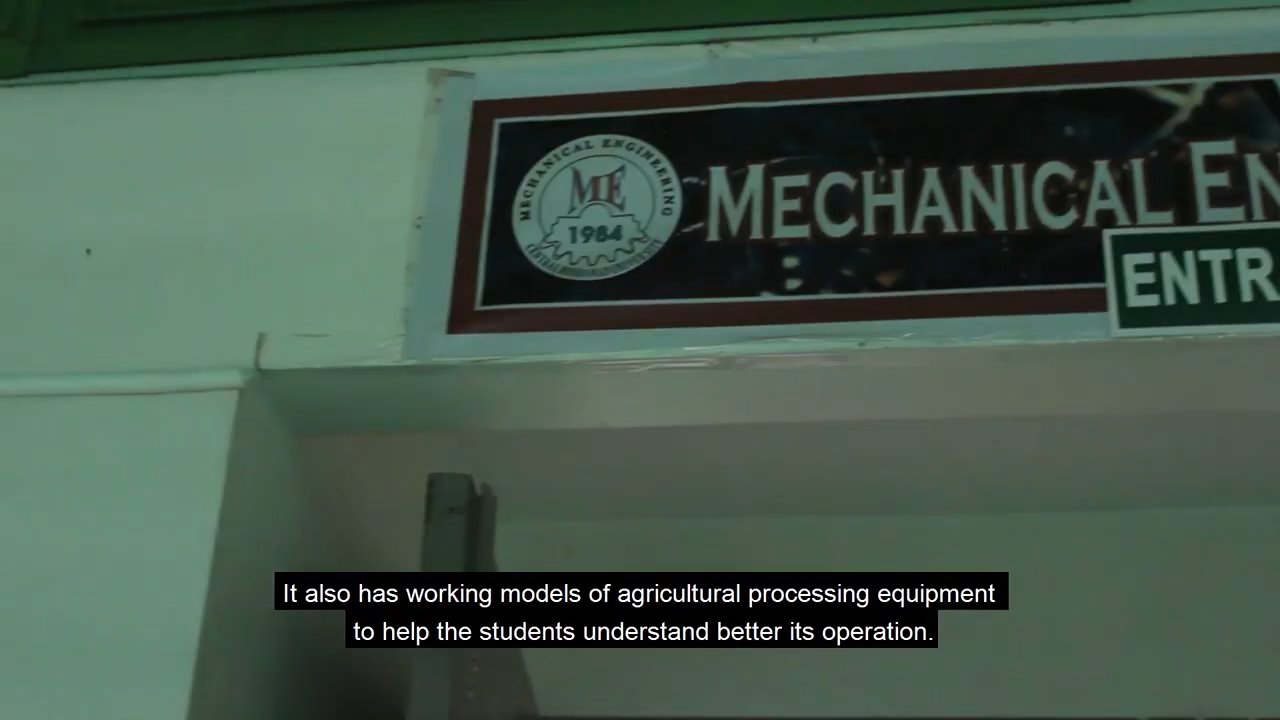 MECHANICAL ENGINEERING
ME
1984
MECHANICAL EN
ENTR
It also has working models of agricultural processing equipment
to help the students understand better its operation.